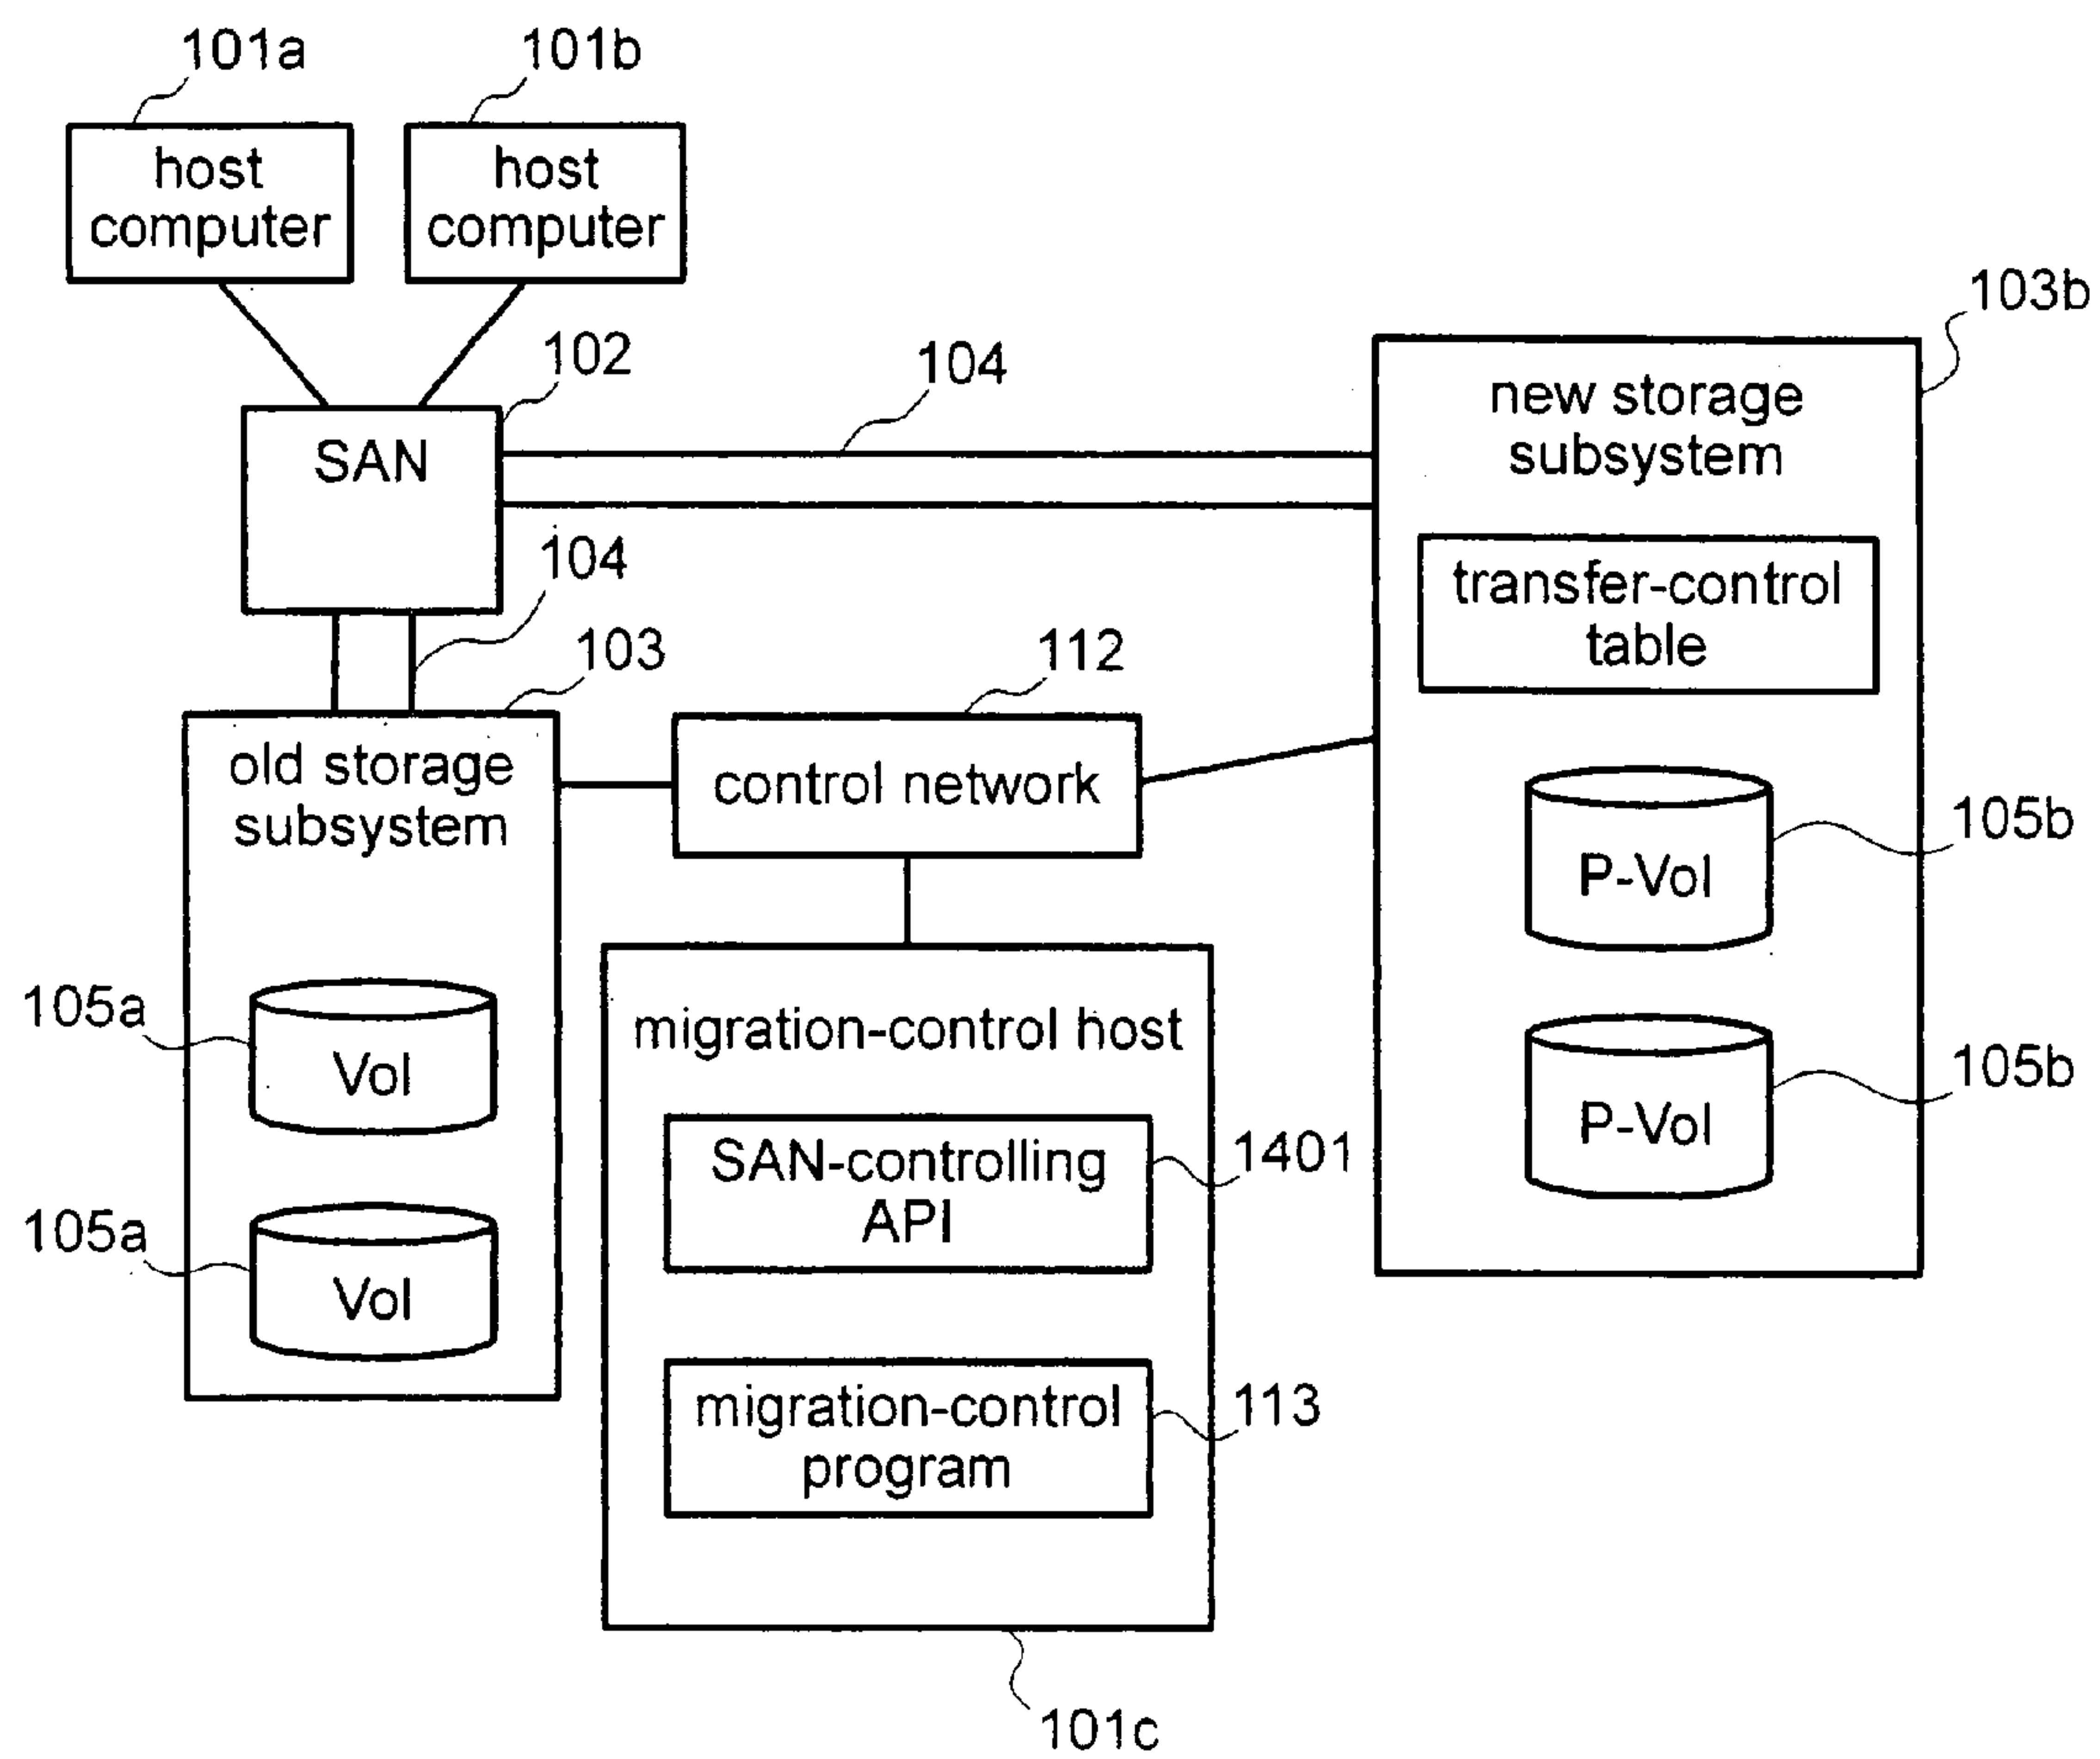 101a
101b
host
computer
host
computer
103b
102
104
new storage
subsystem
SAN
104
transfer-control
table
103
112
old storage
subsystem
control network
105b
P-Vol
105a
migration-control host
Vol
105b
P-Vol
SAN-controlling
API
1401
105a
Vol
migration-control
program
113
101c